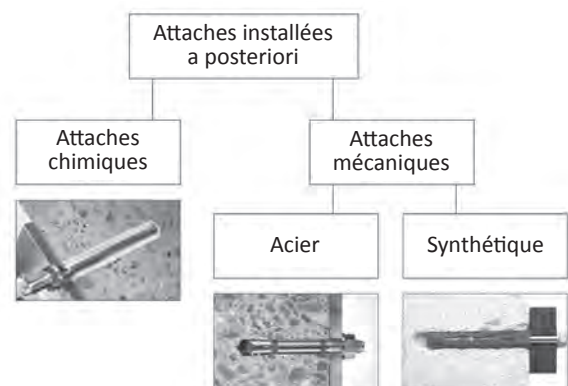 Attaches installées
a posteriori
Attaches
chimiques
Attaches
mécaniques
Acier
Synthétique